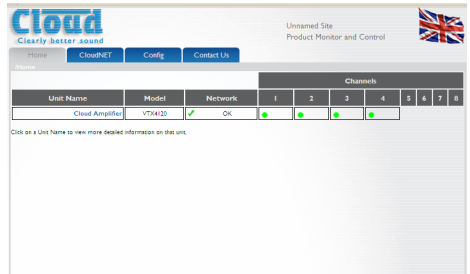 Cloud
Clearly better sound
Unnamed Site
Product Monitor and Control
Home CloudNET Config Contact Us
/Home
Channels
Unit Name Model Network 1 2 3 4 5 6 7 8
Cloud Amplifier VTX4120 OK
Click on a Unit Name to view more detailed information on that unit.